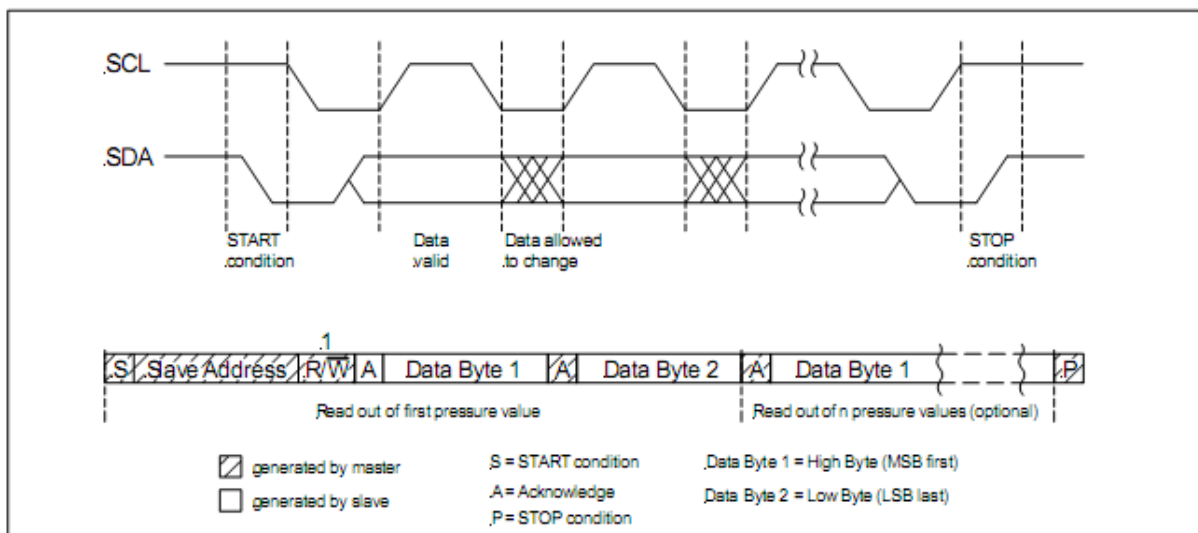 SCL
SDA
START condition
Data valid
Data allowed to change
STOP condition
1
S Slave Address R/W̅ A Data Byte 1 A Data Byte 2 A Data Byte 1 P
Read out of first pressure value
Read out of n pressure values (optional)
generated by master
generated by slave
S = START condition
A = Acknowledge
P = STOP condition
Data Byte 1 = High Byte (MSB first)
Data Byte 2 = Low Byte (LSB last)